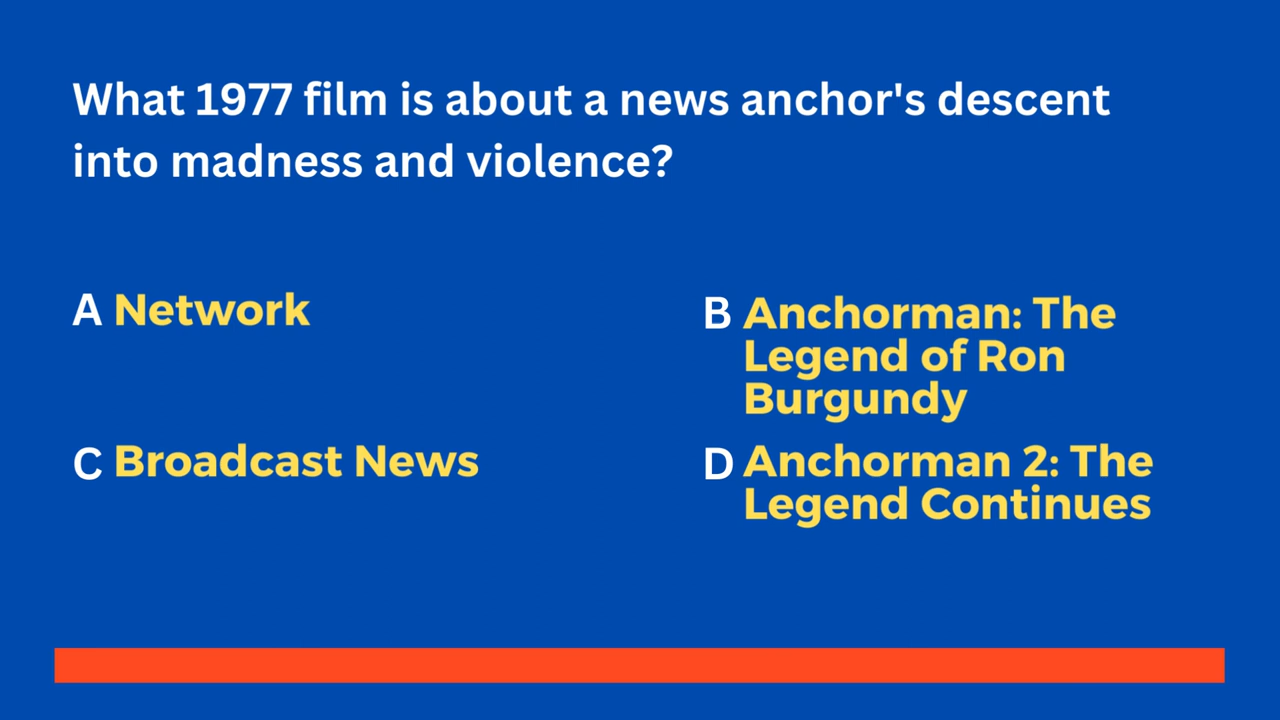 What 1977 film is about a news anchor's descent
into madness and violence?
A Network
B Anchorman: The
Legend of Ron
Burgundy
C Broadcast News
D Anchorman 2: The
Legend Continues